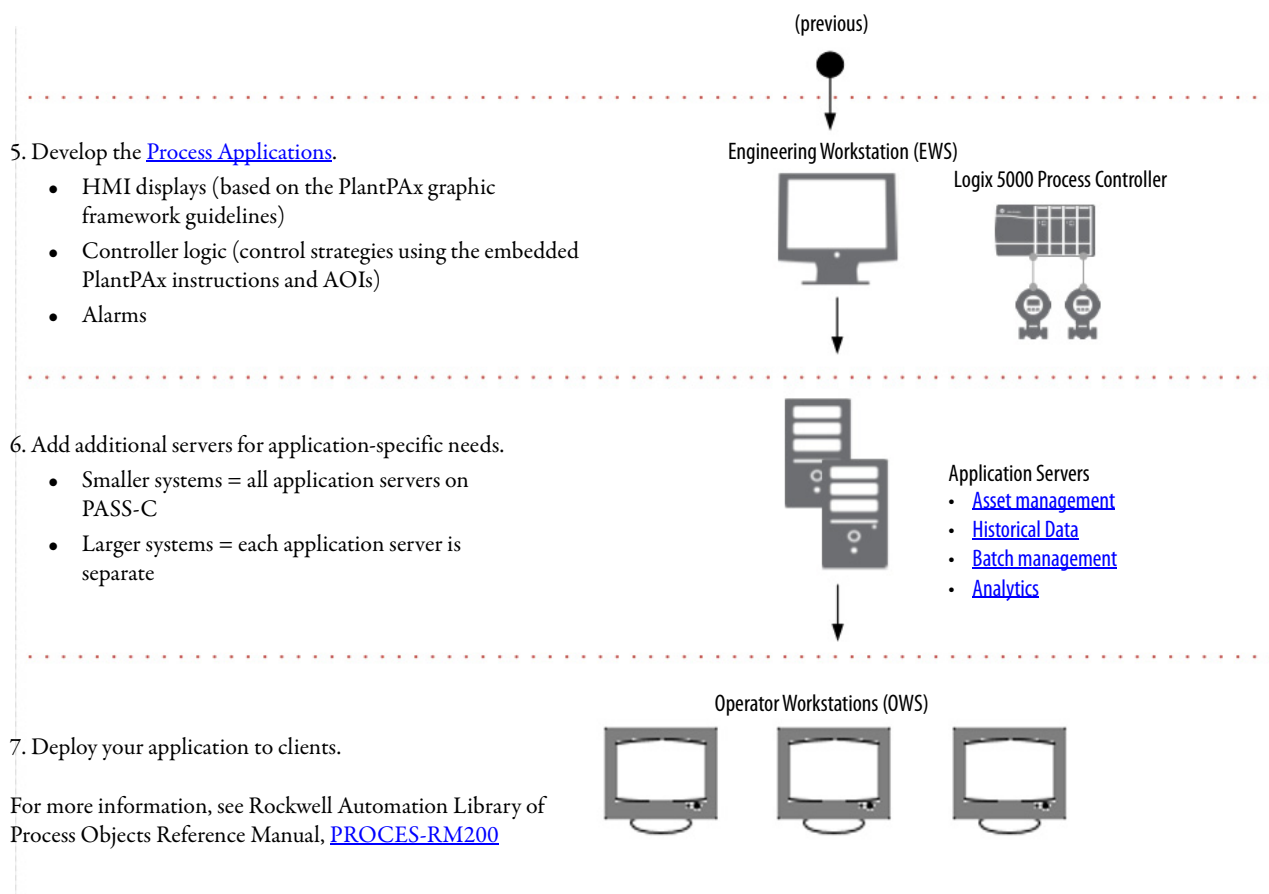 (previous)
5. Develop the Process Applications.
• HMI displays (based on the PlantPAx graphic
framework guidelines)
• Controller logic (control strategies using the embedded
PlantPAx instructions and AOIs)
• Alarms
Engineering Workstation (EWS)
Logix 5000 Process Controller
6. Add additional servers for application-specific needs.
• Smaller systems = all application servers on
PASS-C
• Larger systems = each application server is
separate
Application Servers
• Asset management
• Historical Data
• Batch management
• Analytics
Operator Workstations (OWS)
7. Deploy your application to clients.
For more information, see Rockwell Automation Library of
Process Objects Reference Manual, PROCES-RM200